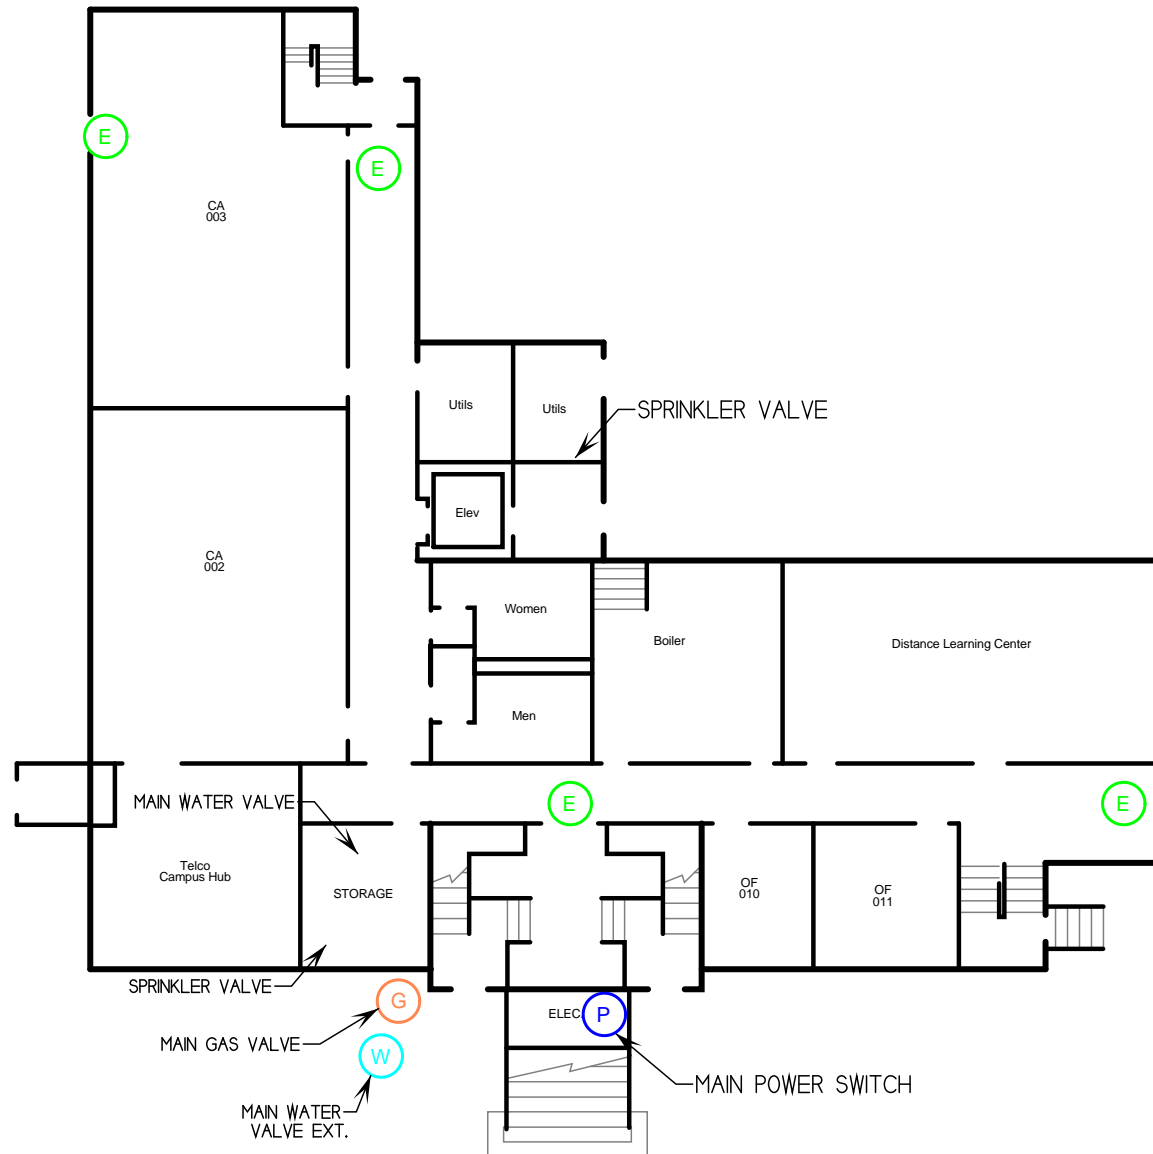 E
E
CA
003
Utils
Utils
SPRINKLER VALVE
Elev
CA
002
Women
Boiler
Distance Learning Center
Men
E
E
MAIN WATER VALVE
Telco
Campus Hub
STORAGE
OF
010
OF
011
SPRINKLER VALVE
G
ELEC
P
MAIN GAS VALVE
W
MAIN POWER SWITCH
MAIN WATER
VALVE EXT.